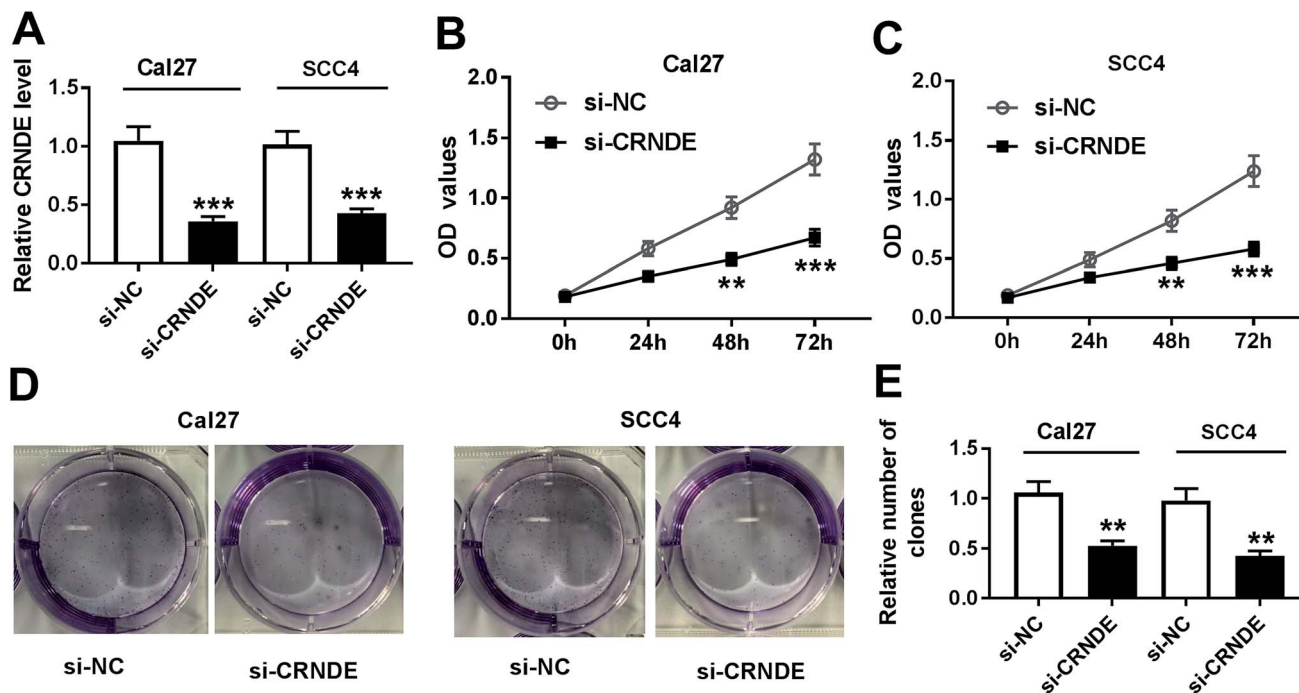 A
Cal27
SCC4
Relative CRNDE level
1.5
1.0
0.5
0.0
***
***
si-NC
si-CRNDE
si-NC
si-CRNDE
B
Cal27
OD values
2.0
1.5
1.0
0.5
0.0
si-NC
si-CRNDE
**
***
0h
24h
48h
72h
C
SCC4
OD values
2.0
1.5
1.0
0.5
0.0
si-NC
si-CRNDE
**
***
0h
24h
48h
72h
D
Cal27
SCC4
si-NC
si-CRNDE
si-NC
si-CRNDE
E
Cal27
SCC4
Relative number of
clones
1.5
1.0
0.5
0.0
**
**
si-NC
si-CRNDE
si-NC
si-CRNDE